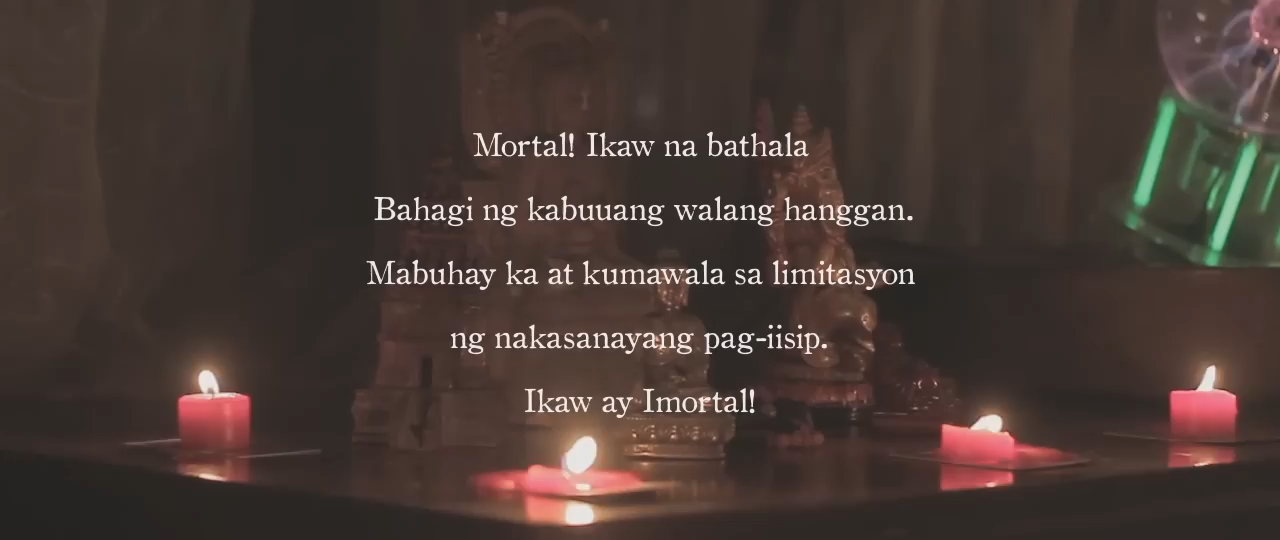 Mortal! Ikaw na bathala
Bahagi ng kabuuang walang hanggan.
Mabuhay ka at kumawala sa limitasyon
ng nakasanayang pag-iisip.
Ikaw ay Imortal!